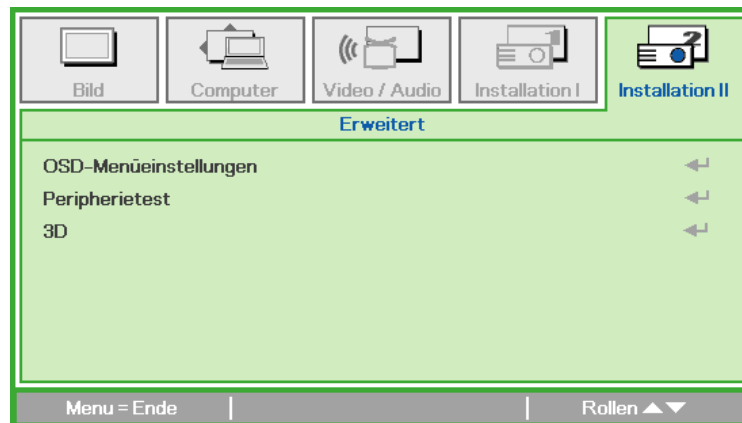 Bild
Computer
Video / Audio
Installation I
Installation II
Erweitert
OSD-Menüeinstellungen
Peripherietest
3D
Menu = Ende
Rollen ▲▼